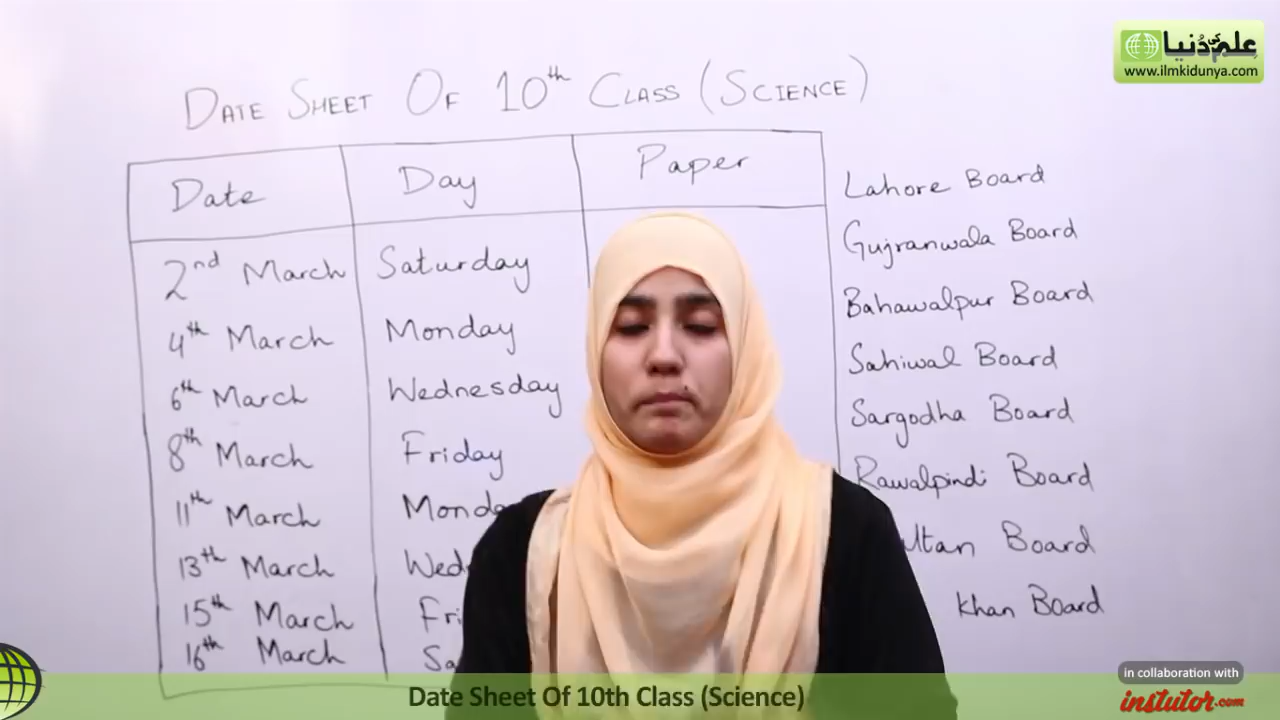 علم کی دُنیا
www.ilmkidunya.com
DATE SHEET OF 10th CLASS (SCIENCE)
Date Day Paper
2nd March Saturday
4th March Monday
6th March Wednesday
8th March Friday
11th March
13th March
15th March
16th March
Lahore Board
Gujranwala Board
Bahawalpur Board
Sahiwal Board
Sargodha Board
Rawalpindi Board
Board
Khan Board
Date Sheet Of 10th Class (Science)
in collaboration with
instutor.com